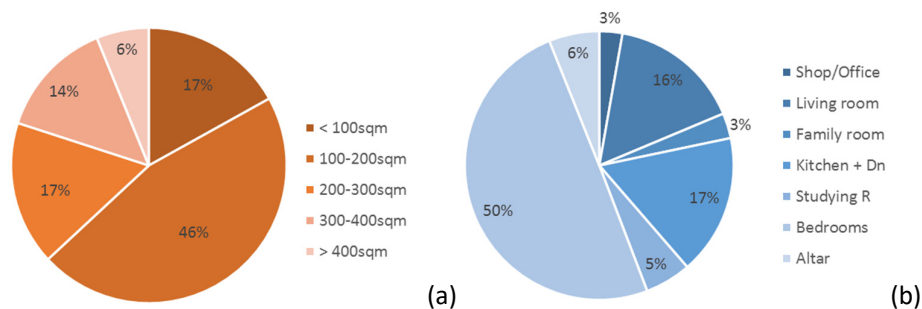 6%
17%
14%
17%
46%
< 100sqm
100-200sqm
200-300sqm
300-400sqm
> 400sqm
(a)
3%
6%
16%
3%
17%
50%
5%
Shop/Office
Living room
Family room
Kitchen + Dn
Studying R
Bedrooms
Altar
(b)